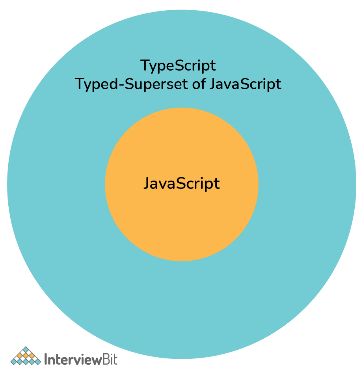 TypeScript
Typed-Superset of JavaScript
JavaScript
InterviewBit